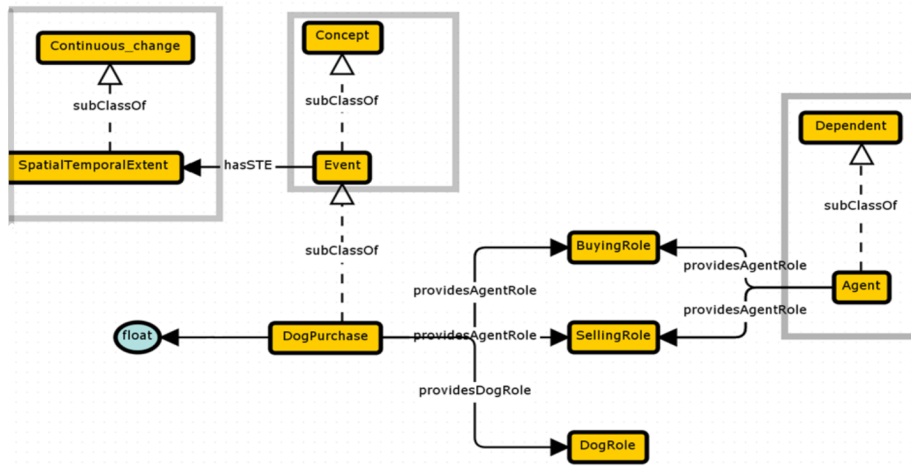 Continuous_change
Concept
subClassOf
subClassOf
Dependent
SpatialTemporalExtent
hasSTE
Event
subClassOf
subClassOf
BuyingRole
providesAgentRole
Agent
providesAgentRole
providesAgentRole
float
DogPurchase
providesAgentRole
SellingRole
providesDogRole
DogRole